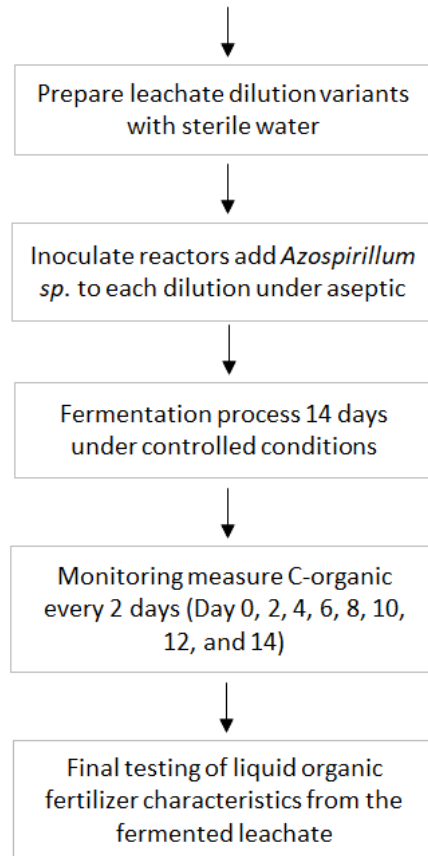 Prepare leachate dilution variants
with sterile water
Inoculate reactors add Azospirillum
sp. to each dilution under aseptic
Fermentation process 14 days
under controlled conditions
Monitoring measure C-organic
every 2 days (Day 0, 2, 4, 6, 8, 10,
12, and 14)
Final testing of liquid organic
fertilizer characteristics from the
fermented leachate